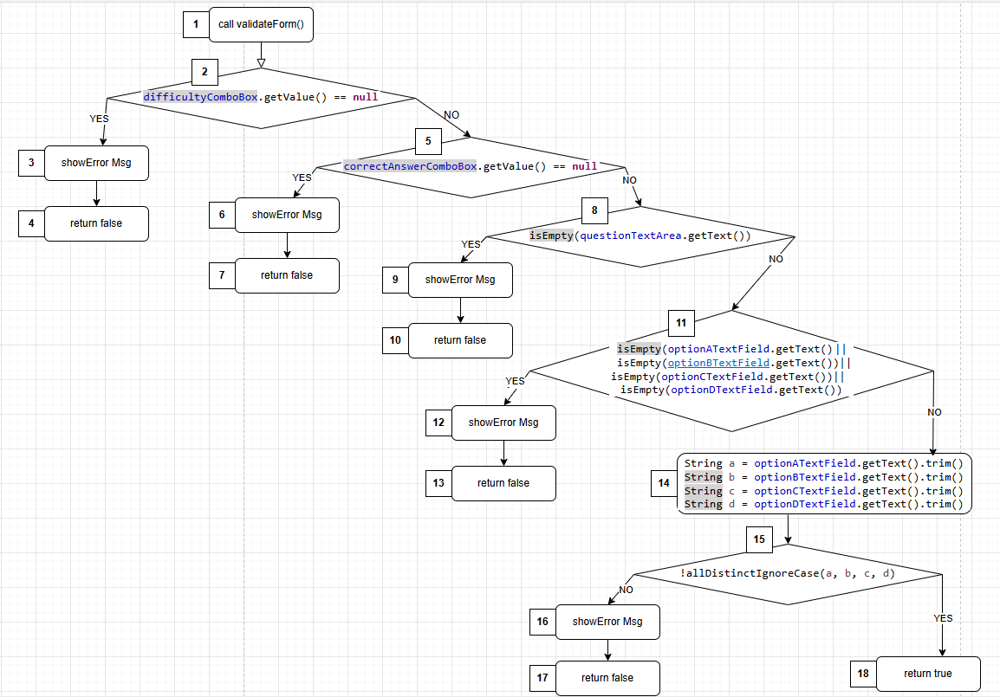 1
call validateForm()
2
difficultyComboBox.getValue() == null
YES
NO
3
showError Msg
4
return false
5
correctAnswerComboBox.getValue() == null
YES
NO
6
showError Msg
7
return false
8
isEmpty(questionTextArea.getText())
YES
NO
9
showError Msg
10
return false
11
isEmpty(optionATextField.getText()||
isEmpty(optionBTextField.getText())||
isEmpty(optionCTextField.getText())||
isEmpty(optionDTextField.getText())
YES
NO
12
showError Msg
13
return false
14
String a = optionATextField.getText().trim()
String b = optionBTextField.getText().trim()
String c = optionCTextField.getText().trim()
String d = optionDTextField.getText().trim()
15
!allDistinctIgnoreCase(a, b, c, d)
NO
YES
16
showError Msg
17
return false
18
return true